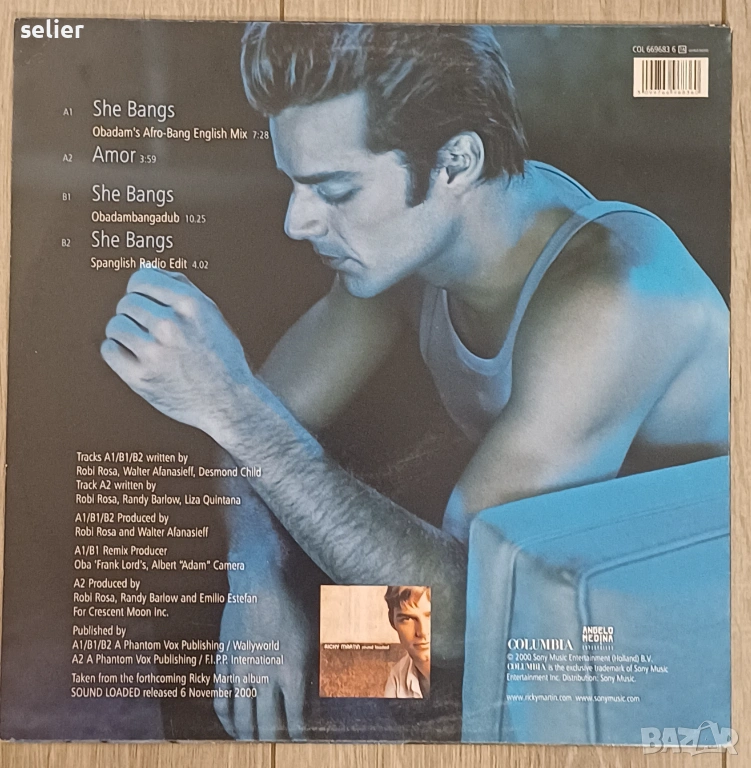 selier
COL 669683 6
A1 She Bangs
Obadam's Afro-Bang English Mix 7:28
A2 Amor 3:59
B1 She Bangs
Obadambangadub 10.25
B2 She Bangs
Spanglish Radio Edit 4.02
Tracks A1/B1/B2 written by
Robi Rosa, Walter Afanasieff, Desmond Child
Track A2 written by
Robi Rosa, Randy Barlow, Liza Quintana
A1/B1/B2 Produced by
Robi Rosa and Walter Afanasieff
A1/B1 Remix Producer
Oba 'Frank Lord's, Albert "Adam" Camera
A2 Produced by
Robi Rosa, Randy Barlow and Emilio Estefan
For Crescent Moon Inc.
Published by
A1/B1/B2 A Phantom Vox Publishing / Wallyworld
A2 A Phantom Vox Publishing / F.I.P.P. International
Taken from the forthcoming Ricky Martin album
SOUND LOADED released 6 November 2000
RICKY MARTIN sound loaded
COLUMBIA
ANGELO
MEDINA
© 2000 Sony Music Entertainment (Holland) B.V.
COLUMBIA is the exclusive trademark of Sony Music
Entertainment Inc. Distribution: Sony Music.
www.rickymartin.com www.sonymusic.com
BAZAR